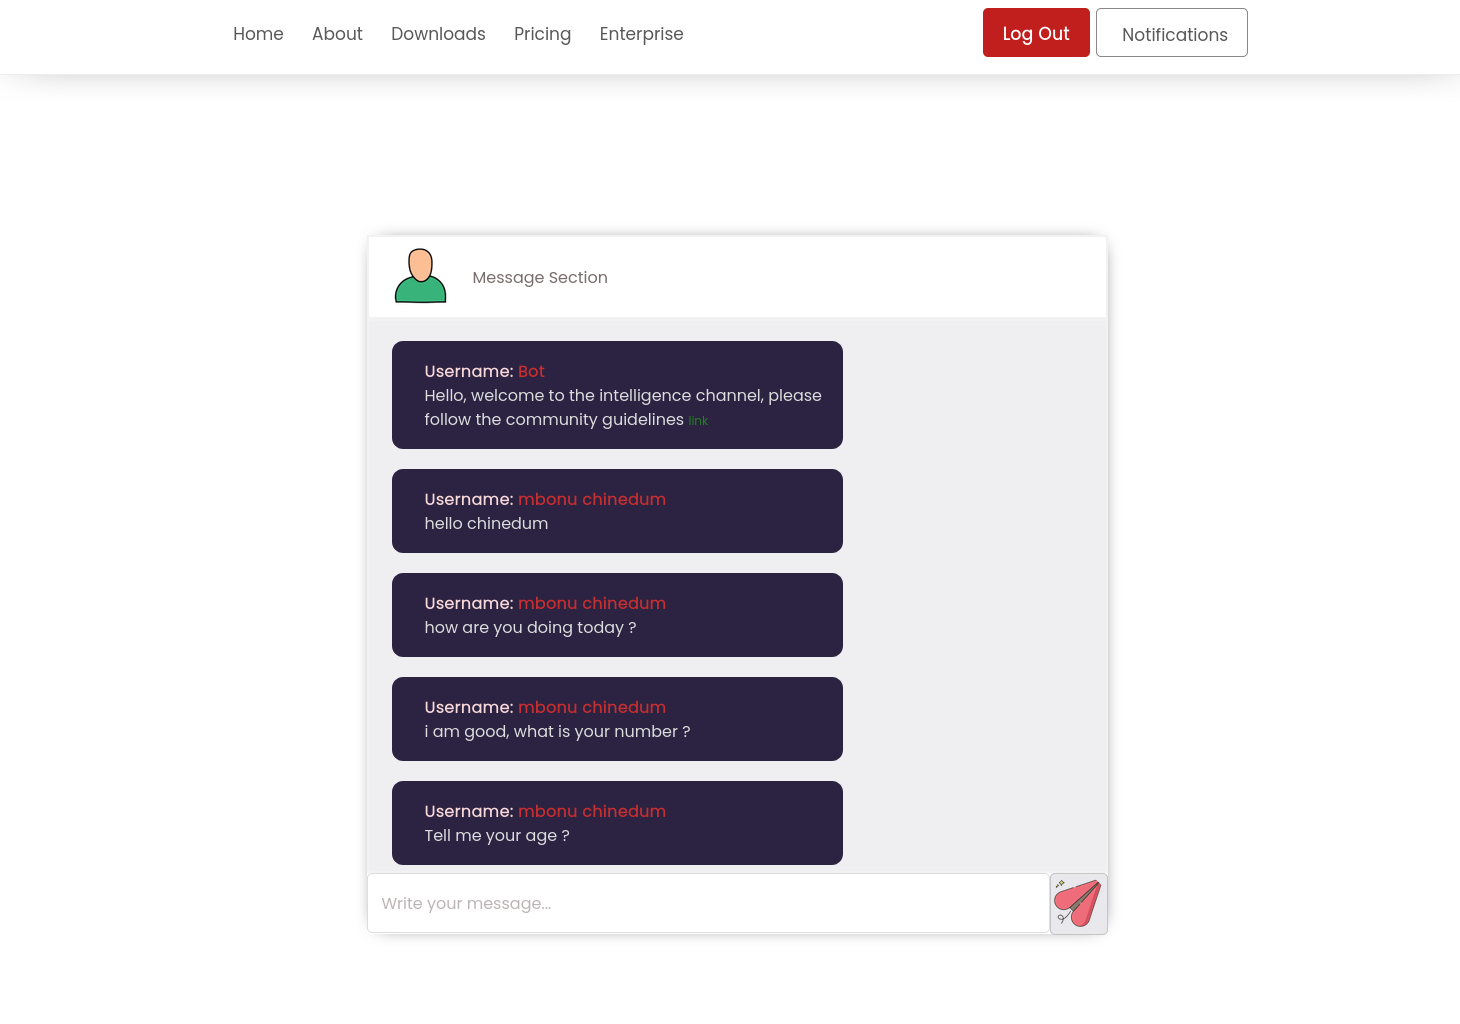 Home About Downloads Pricing Enterprise Log Out Notifications
Message Section
Username: Bot
Hello, welcome to the intelligence channel, please
follow the community guidelines link
Username: mbonu chinedum
hello chinedum
Username: mbonu chinedum
how are you doing today ?
Username: mbonu chinedum
i am good, what is your number ?
Username: mbonu chinedum
Tell me your age ?
Write your message...